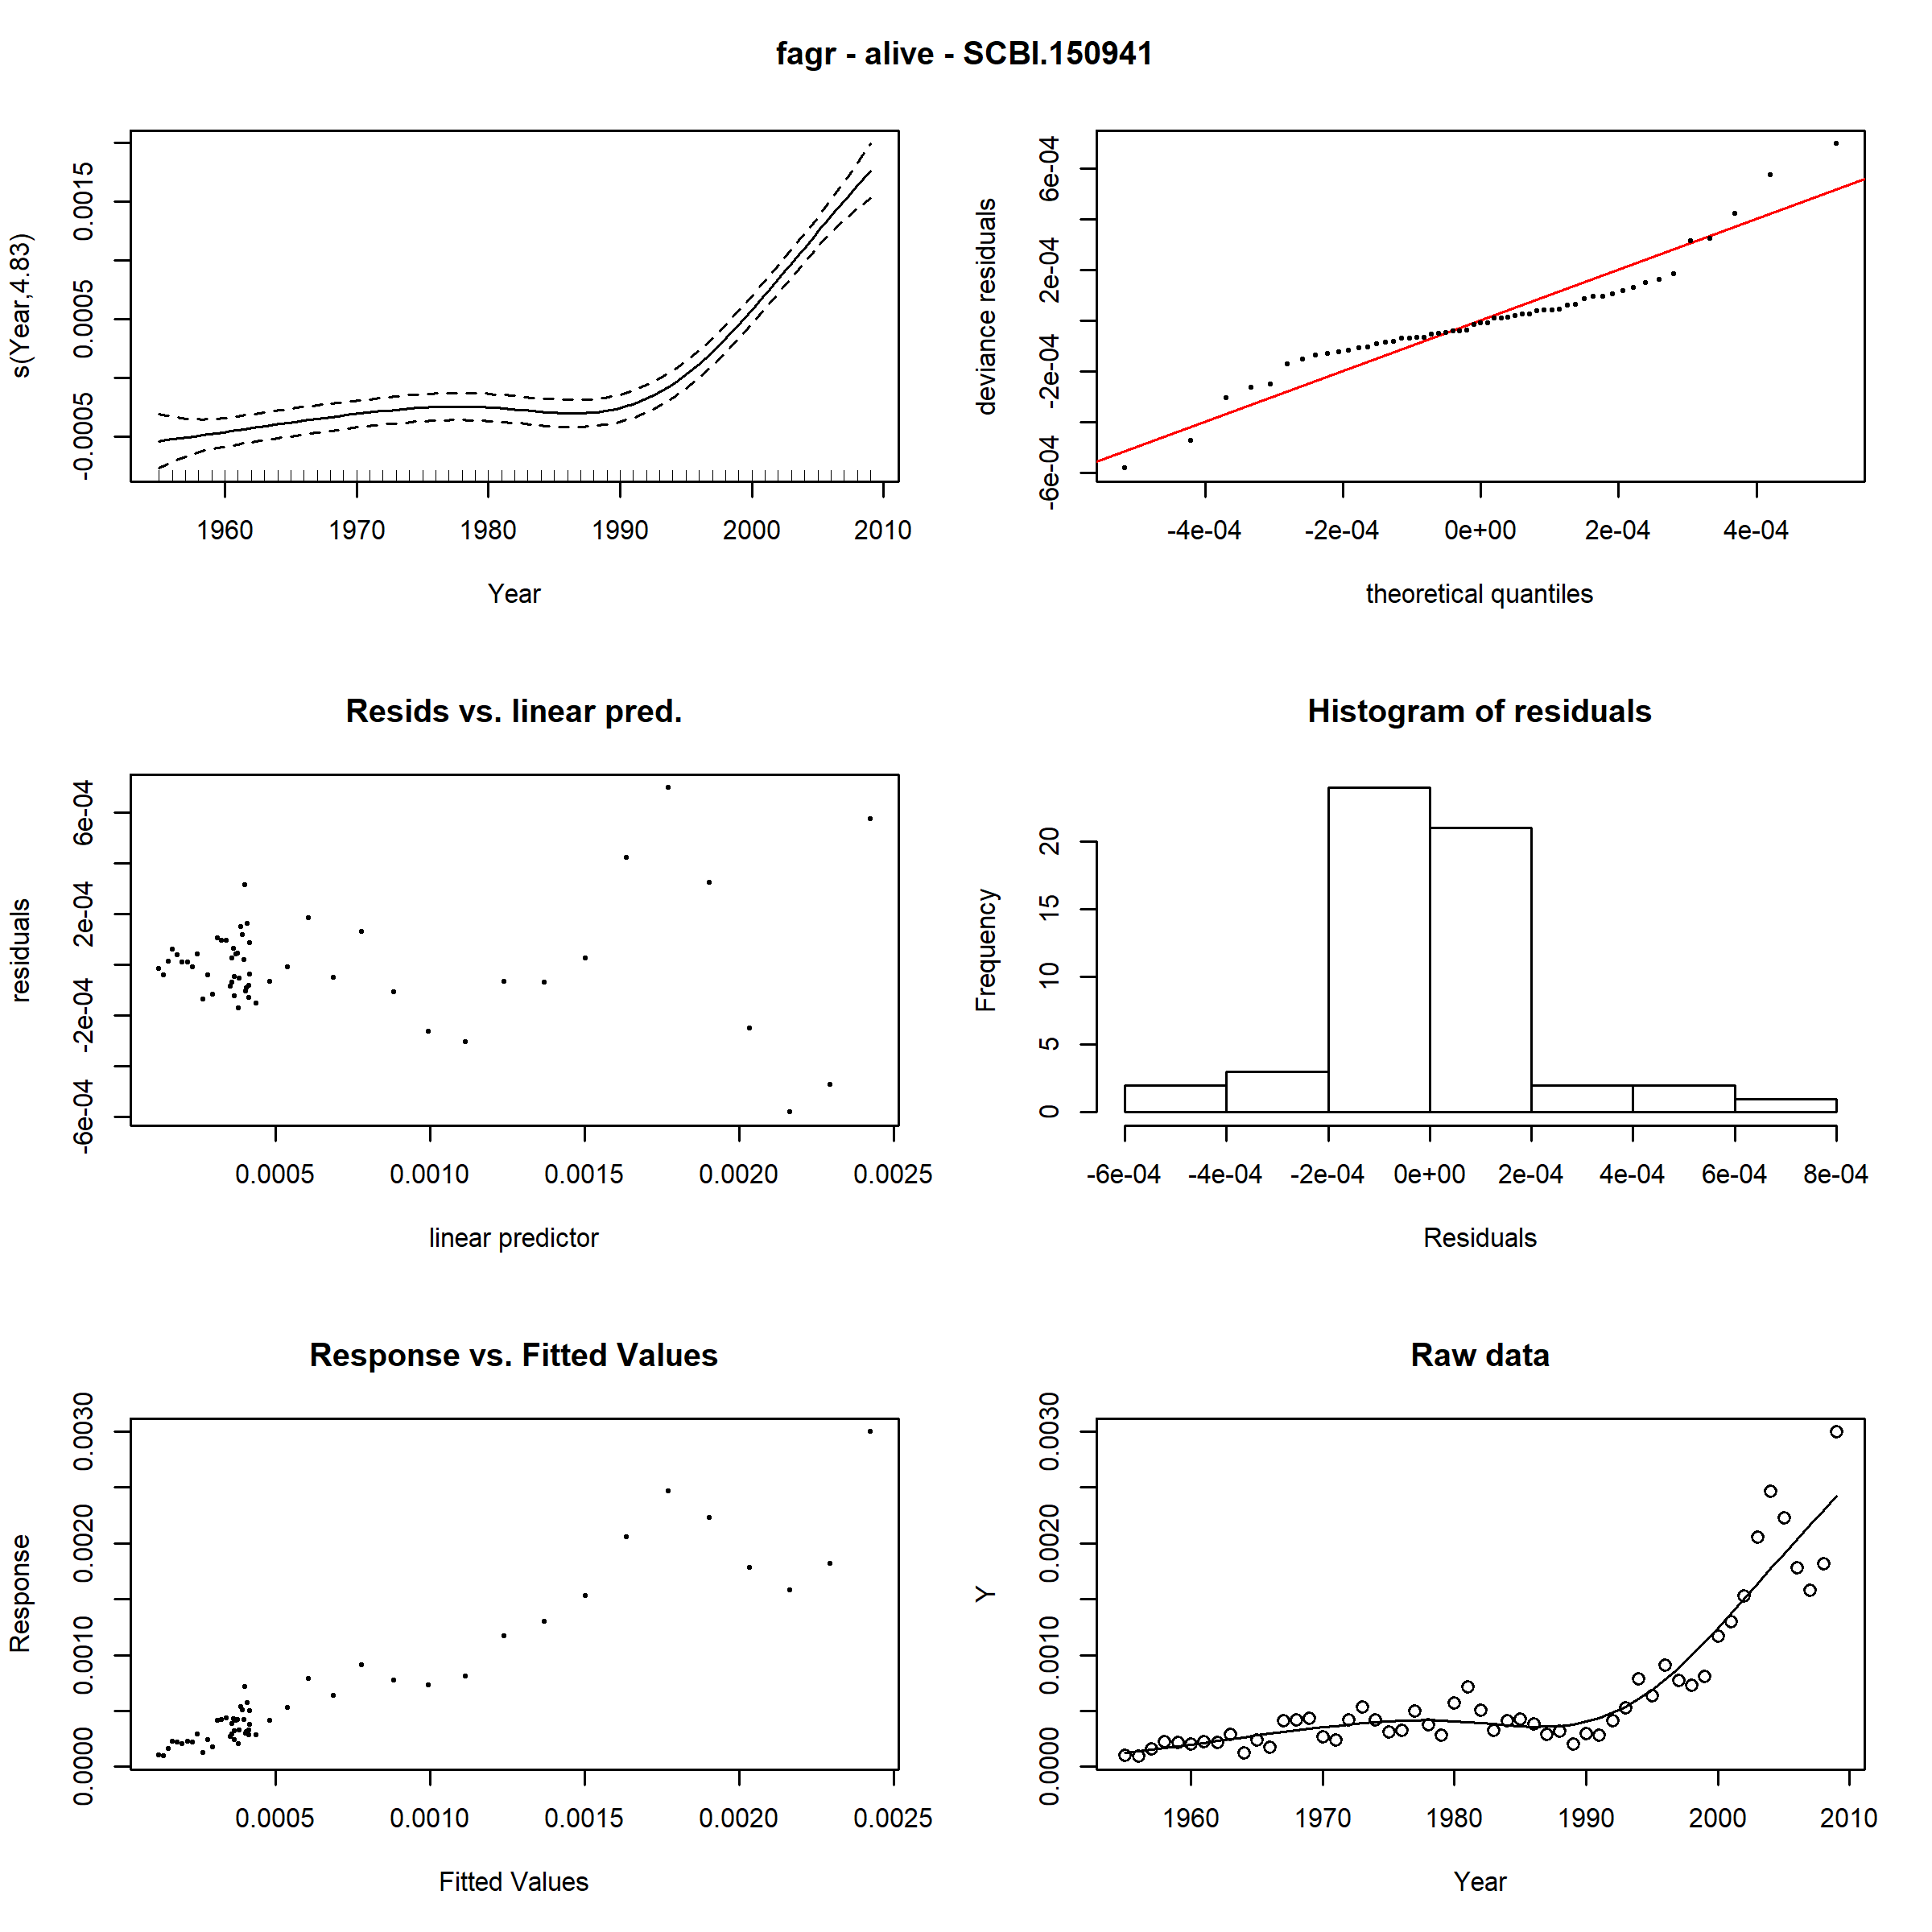 fagr - alive - SCBI.150941
s(Year,4.83)
-0.0005 0.0005 0.0015
1960 1970 1980 1990 2000 2010
Year
deviance residuals
-6e-04 -2e-04 2e-04 6e-04
-4e-04 -2e-04 0e+00 2e-04 4e-04
theoretical quantiles
Resids vs. linear pred.
residuals
-6e-04 -2e-04 2e-04 6e-04
0.0005 0.0010 0.0015 0.0020 0.0025
linear predictor
Histogram of residuals
Frequency
0 5 10 15 20
-6e-04 -4e-04 -2e-04 0e+00 2e-04 4e-04 6e-04 8e-04
Residuals
Response vs. Fitted Values
Response
0.0000 0.0010 0.0020 0.0030
0.0005 0.0010 0.0015 0.0020 0.0025
Fitted Values
Raw data
Y
0.0000 0.0010 0.0020 0.0030
1960 1970 1980 1990 2000 2010
Year